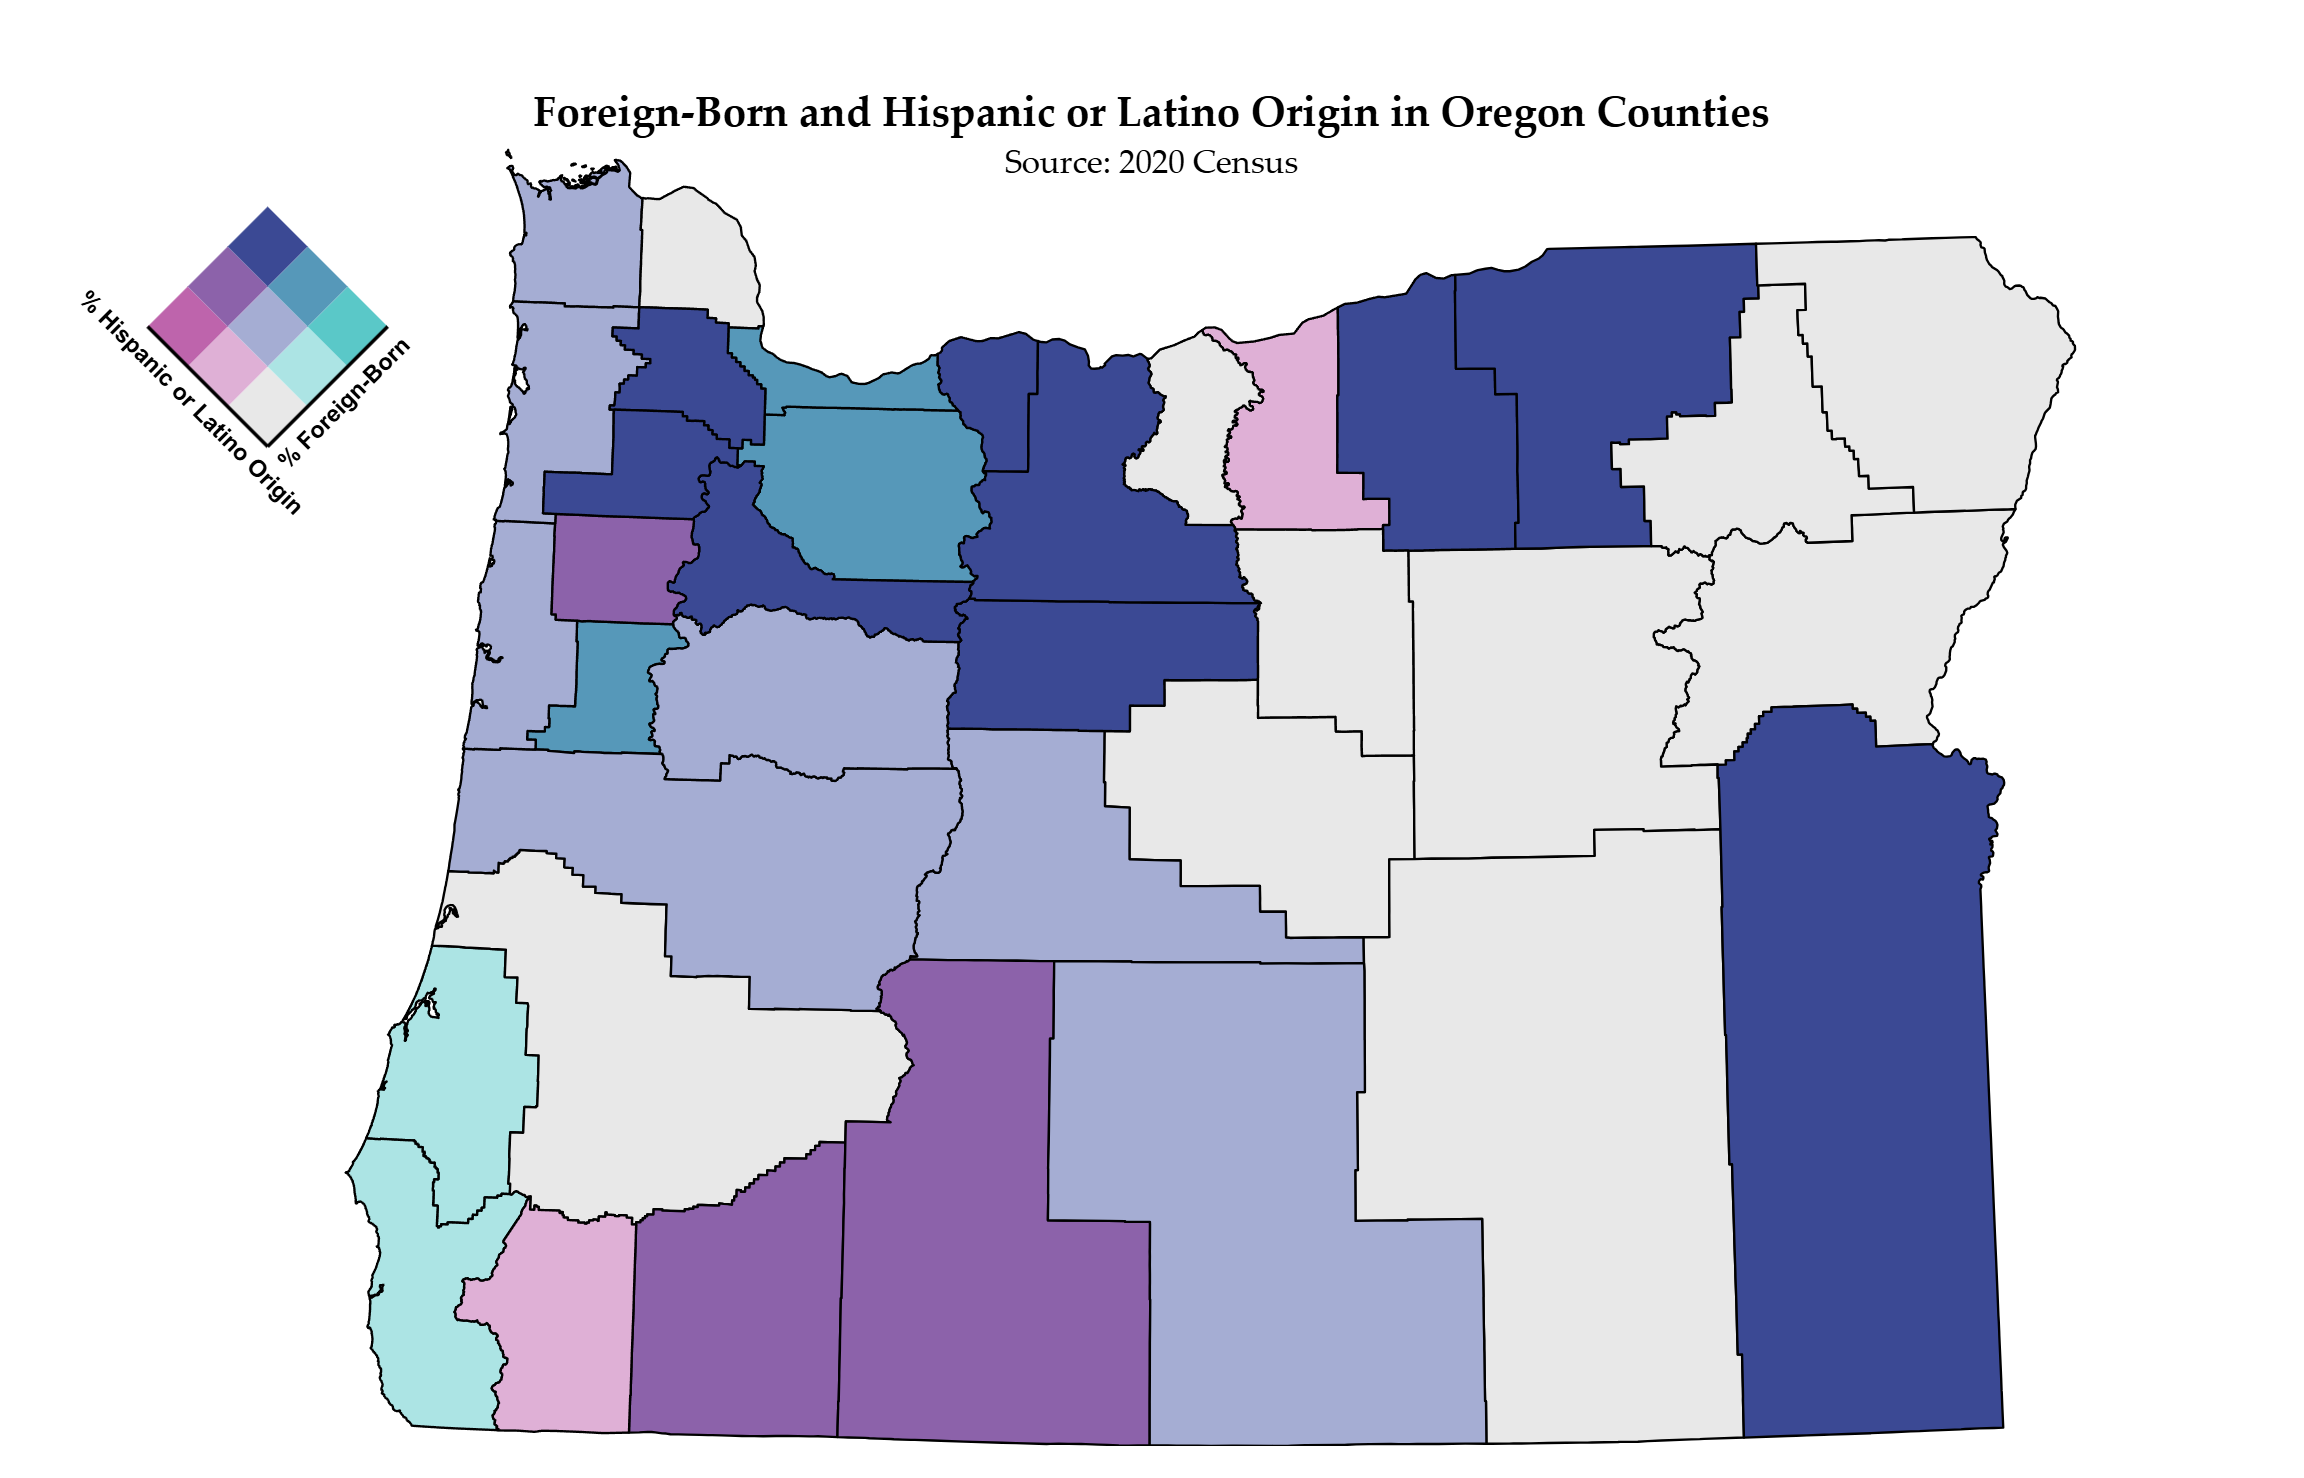 Foreign-Born and Hispanic or Latino Origin in Oregon Counties
Source: 2020 Census
% Hispanic or Latino Origin
% Foreign-Born